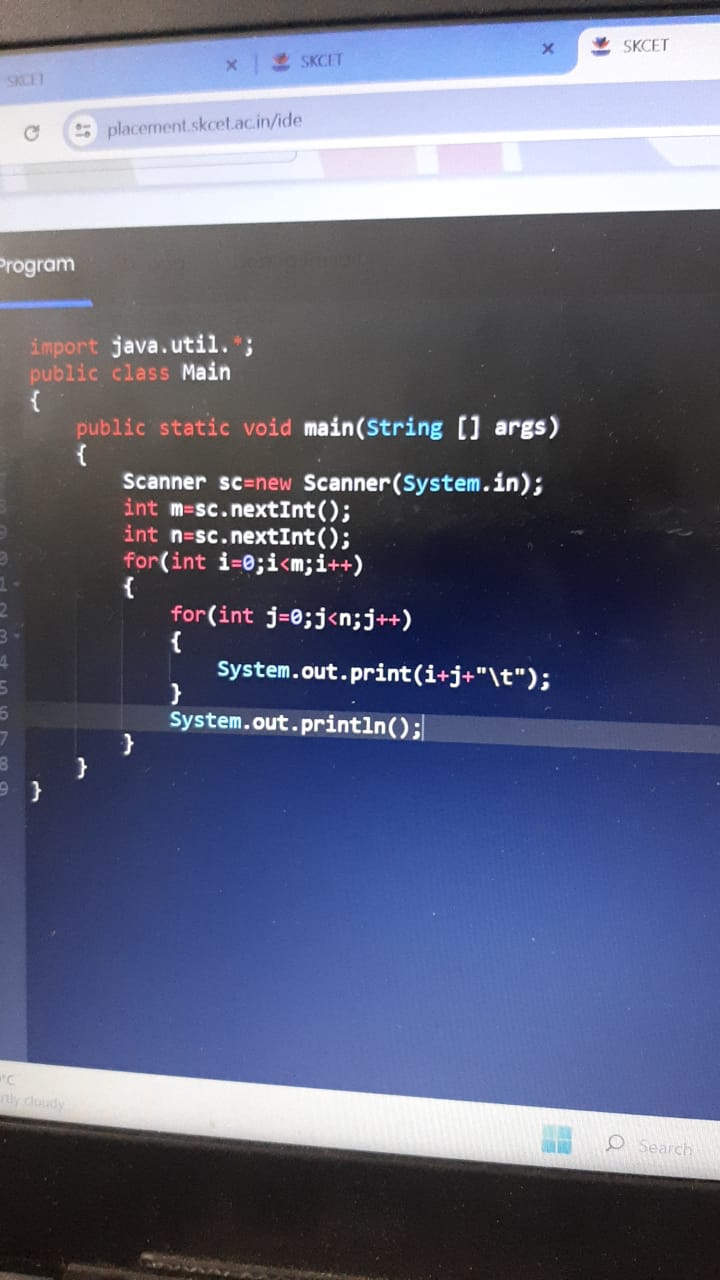 SKCET
SKCET
SKCET
placement.skcet.ac.in/ide
Program
import java.util.*;
public class Main
{
public static void main(String [] args)
{
Scanner sc=new Scanner(System.in);
int m=sc.nextInt();
int n=sc.nextInt();
for(int i=0;i<m;i++)
{
for(int j=0;j<n;j++)
{
System.out.print(i+j+"\t");
}
System.out.println();
}
}
}
cloudy
Search